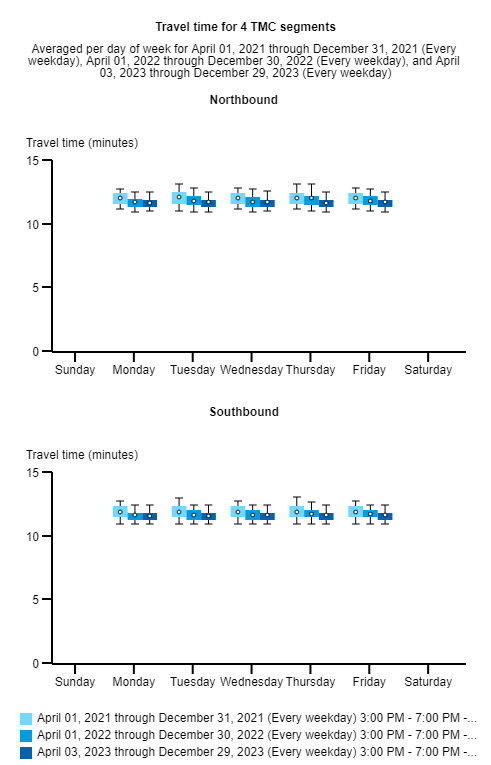 Travel time for 4 TMC segments
Averaged per day of week for April 01, 2021 through December 31, 2021 (Every
weekday), April 01, 2022 through December 30, 2022 (Every weekday), and April
03, 2023 through December 29, 2023 (Every weekday)
Northbound
Travel time (minutes)
15
10
5
0
Sunday Monday Tuesday Wednesday Thursday Friday Saturday
Southbound
Travel time (minutes)
15
10
5
0
Sunday Monday Tuesday Wednesday Thursday Friday Saturday
April 01, 2021 through December 31, 2021 (Every weekday) 3:00 PM - 7:00 PM -...
April 01, 2022 through December 30, 2022 (Every weekday) 3:00 PM - 7:00 PM -...
April 03, 2023 through December 29, 2023 (Every weekday) 3:00 PM - 7:00 PM -...